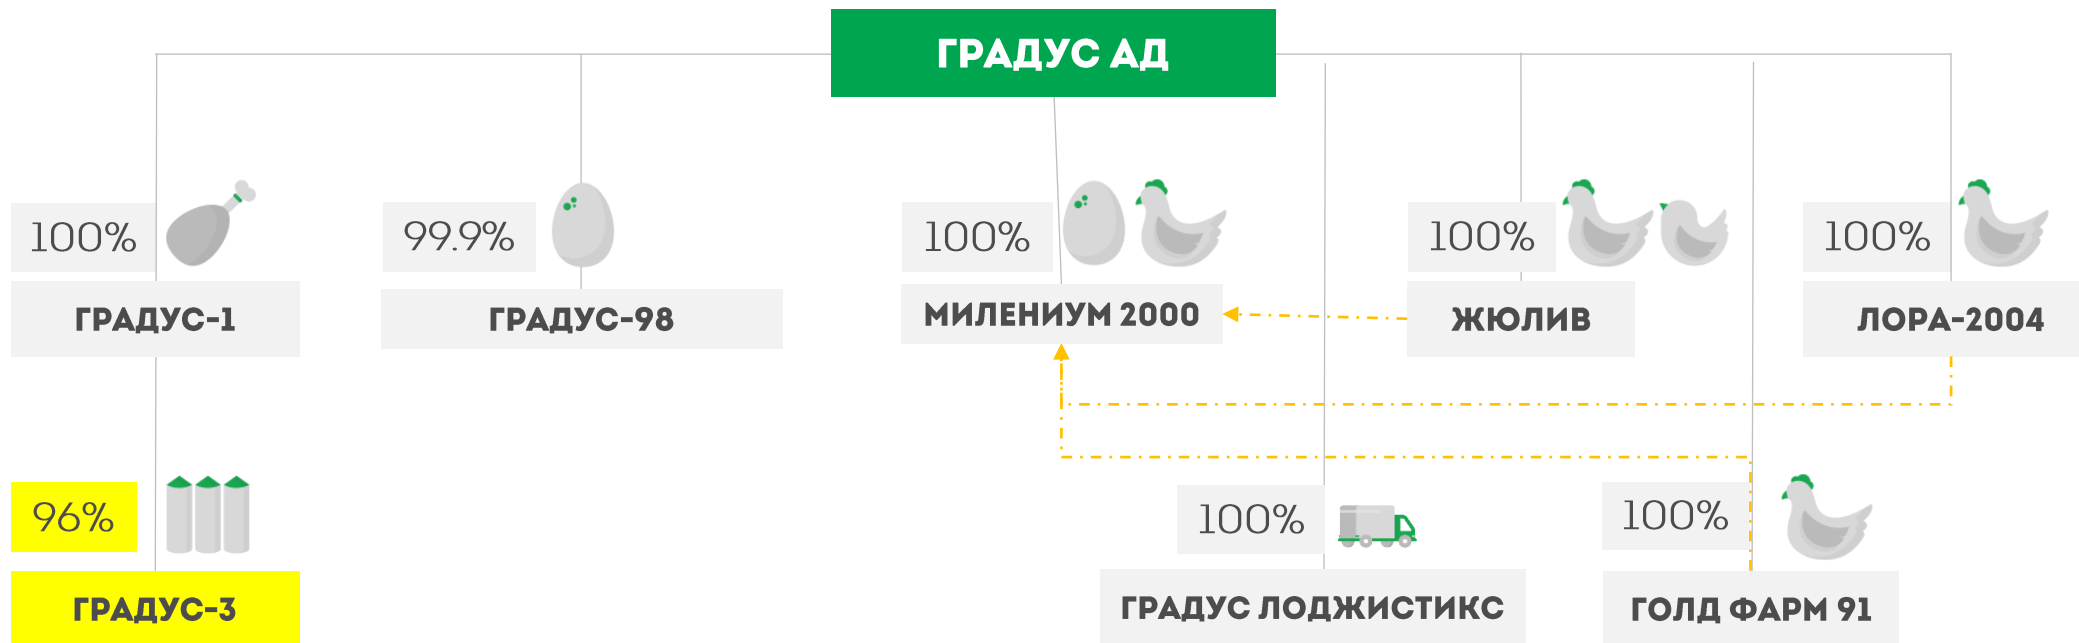 ГРАДУС АД
100%
ГРАДУС-1
99.9%
ГРАДУС-98
100%
МИЛЕНИУМ 2000
100%
ЖЮЛИВ
100%
ЛОРА-2004
96%
ГРАДУС-3
100%
ГРАДУС ЛОДЖИСТИКС
100%
ГОЛД ФАРМ 91